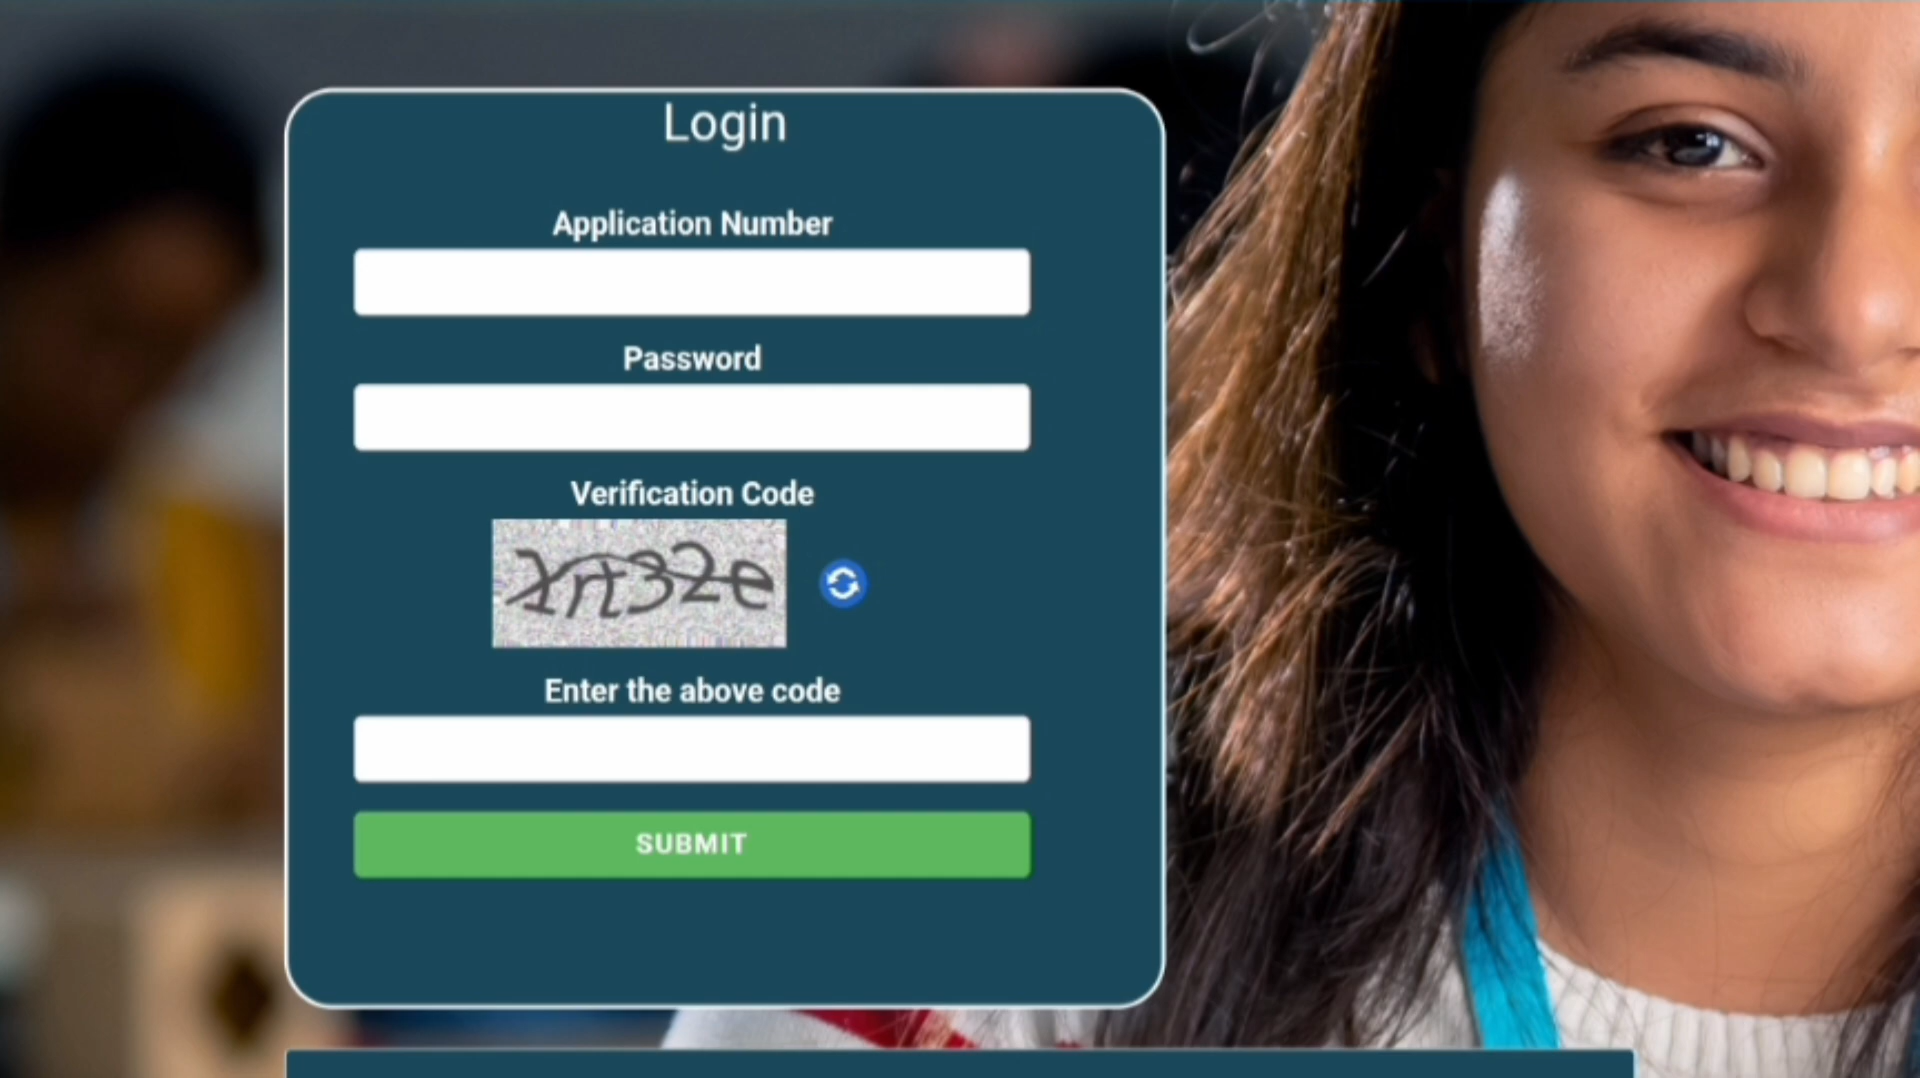 Login
Application Number
Password
Verification Code
Enter the above code
SUBMIT